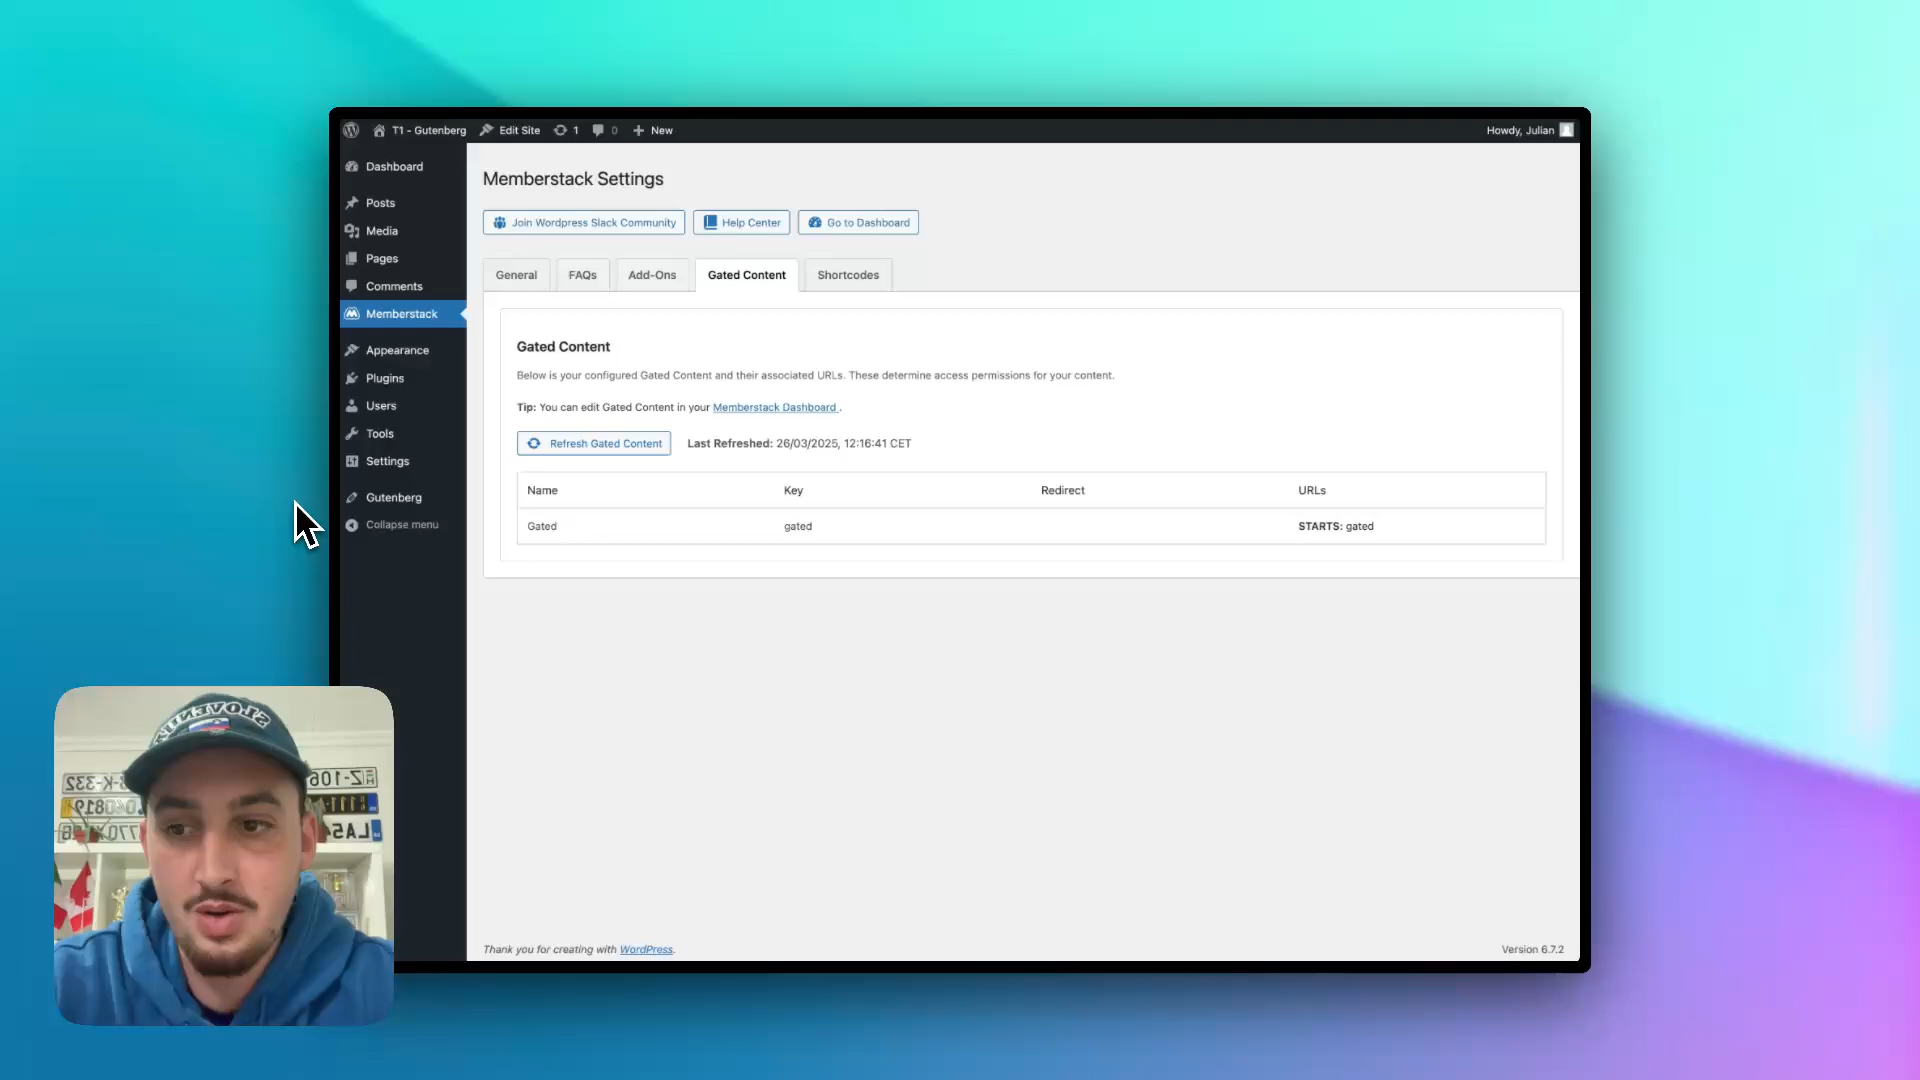 T1 - Gutenberg Edit Site 1 0 New Howdy, Julian
Dashboard
Posts
Media
Pages
Comments
Memberstack
Appearance
Plugins
Users
Tools
Settings
Gutenberg
Collapse menu
Memberstack Settings
Join Wordpress Slack Community Help Center Go to Dashboard
General FAQs Add-Ons Gated Content Shortcodes
Gated Content
Below is your configured Gated Content and their associated URLs. These determine access permissions for your content.
Tip: You can edit Gated Content in your Memberstack Dashboard .
Refresh Gated Content Last Refreshed: 26/03/2025, 12:16:41 CET
Name Key Redirect URLs
Gated gated STARTS: gated
Thank you for creating with WordPress. Version 6.7.2
SLOVENIJA